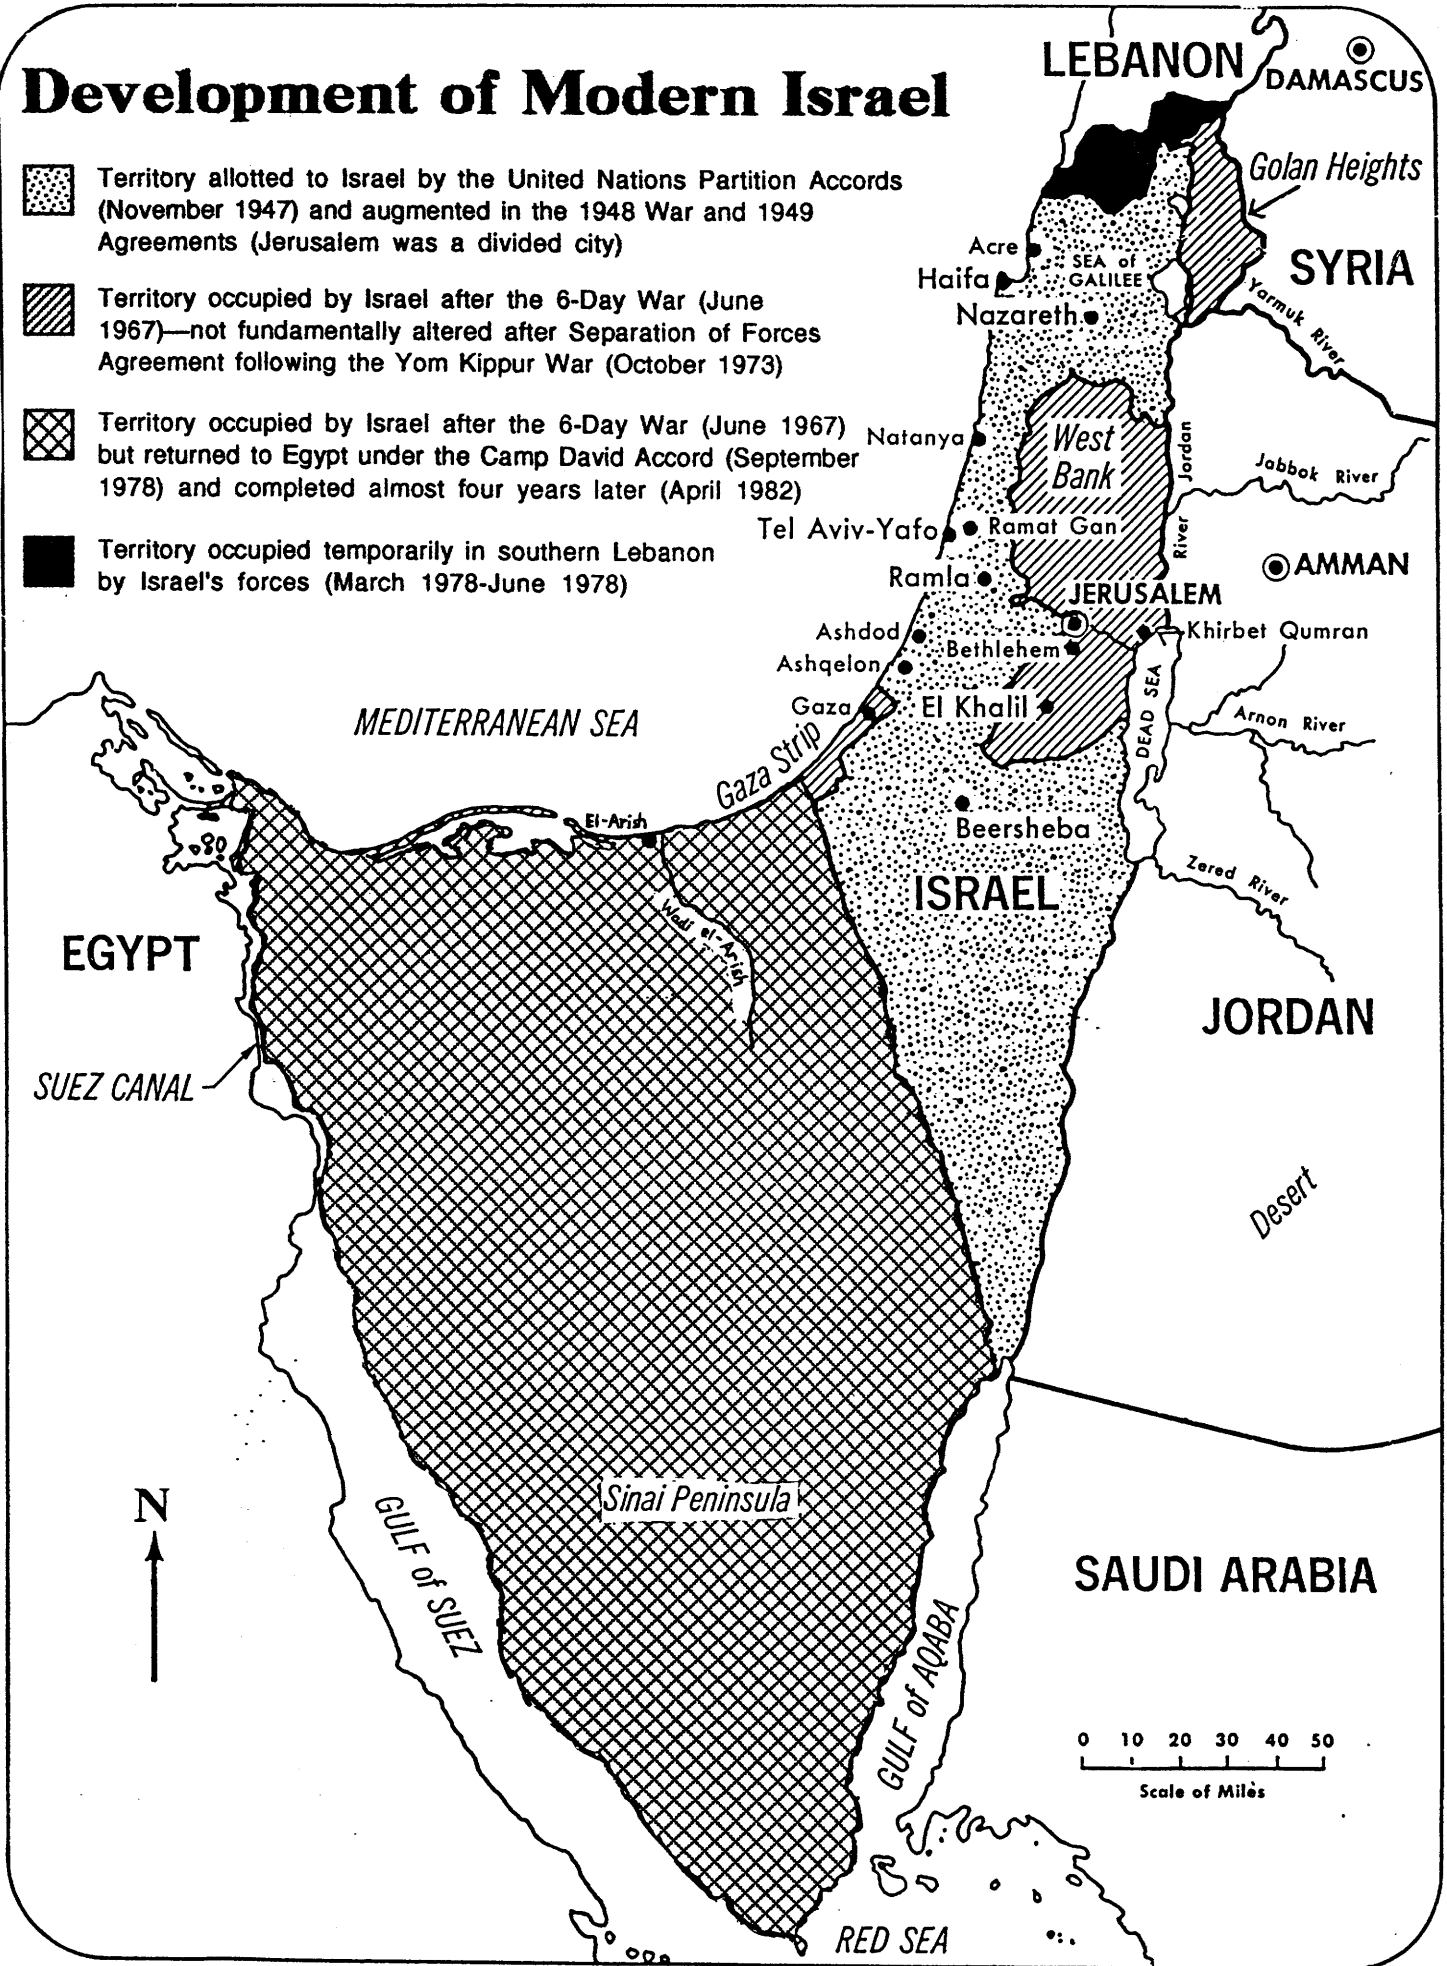 Development of Modern Israel
Territory allotted to Israel by the United Nations Partition Accords
(November 1947) and augmented in the 1948 War and 1949
Agreements (Jerusalem was a divided city)
Territory occupied by Israel after the 6-Day War (June
1967)—not fundamentally altered after Separation of Forces
Agreement following the Yom Kippur War (October 1973)
Territory occupied by Israel after the 6-Day War (June 1967)
but returned to Egypt under the Camp David Accord (September
1978) and completed almost four years later (April 1982)
Territory occupied temporarily in southern Lebanon
by Israel's forces (March 1978-June 1978)
LEBANON
DAMASCUS
Golan Heights
SYRIA
Acre
SEA of
GALILEE
Haifa
Nazareth
Yarmuk River
West
Bank
Natanya
Jordan
River
Jabbok River
Tel Aviv-Yafo
Ramat Gan
AMMAN
Ramla
JERUSALEM
Ashdod
Khirbet Qumran
Bethlehem
Ashqelon
Gaza
El Khalil
DEAD SEA
Arnon River
MEDITERRANEAN SEA
Gaza Strip
El-Arish
Beersheba
Zered River
ISRAEL
Wadi el-Arish
EGYPT
JORDAN
SUEZ CANAL
Desert
Sinai Peninsula
N
GULF of SUEZ
SAUDI ARABIA
GULF of AQABA
0 10 20 30 40 50
Scale of Miles
RED SEA